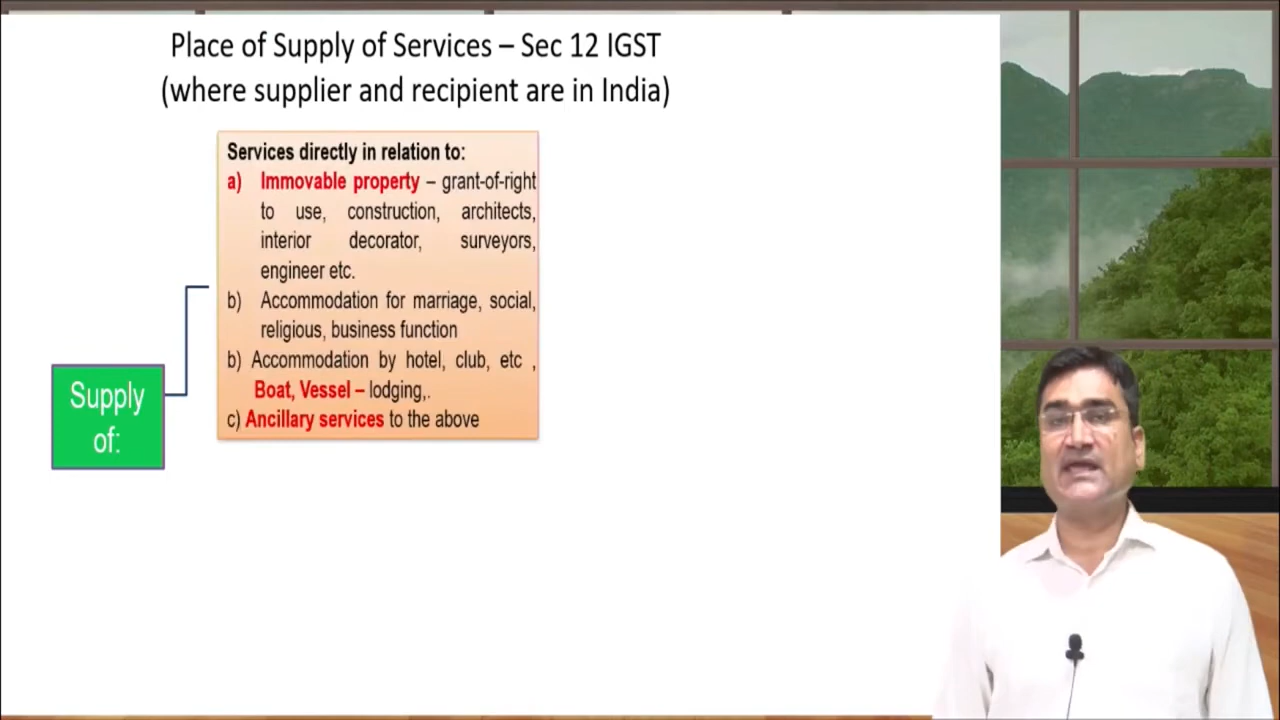 Place of Supply of Services – Sec 12 IGST
(where supplier and recipient are in India)
Services directly in relation to:
a) Immovable property – grant-of-right
to use, construction, architects,
interior decorator, surveyors,
engineer etc.
b) Accommodation for marriage, social,
religious, business function
b) Accommodation by hotel, club, etc ,
Boat, Vessel – lodging,.
c) Ancillary services to the above
Supply
of: